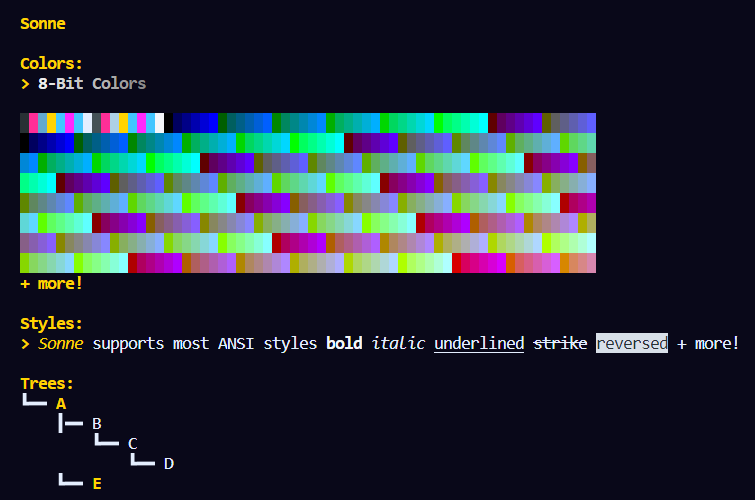 Sonne
Colors:
> 8-Bit Colors
+ more!
Styles:
> Sonne supports most ANSI styles bold italic underlined strike reversed + more!
Trees:
A
B
C
D
E